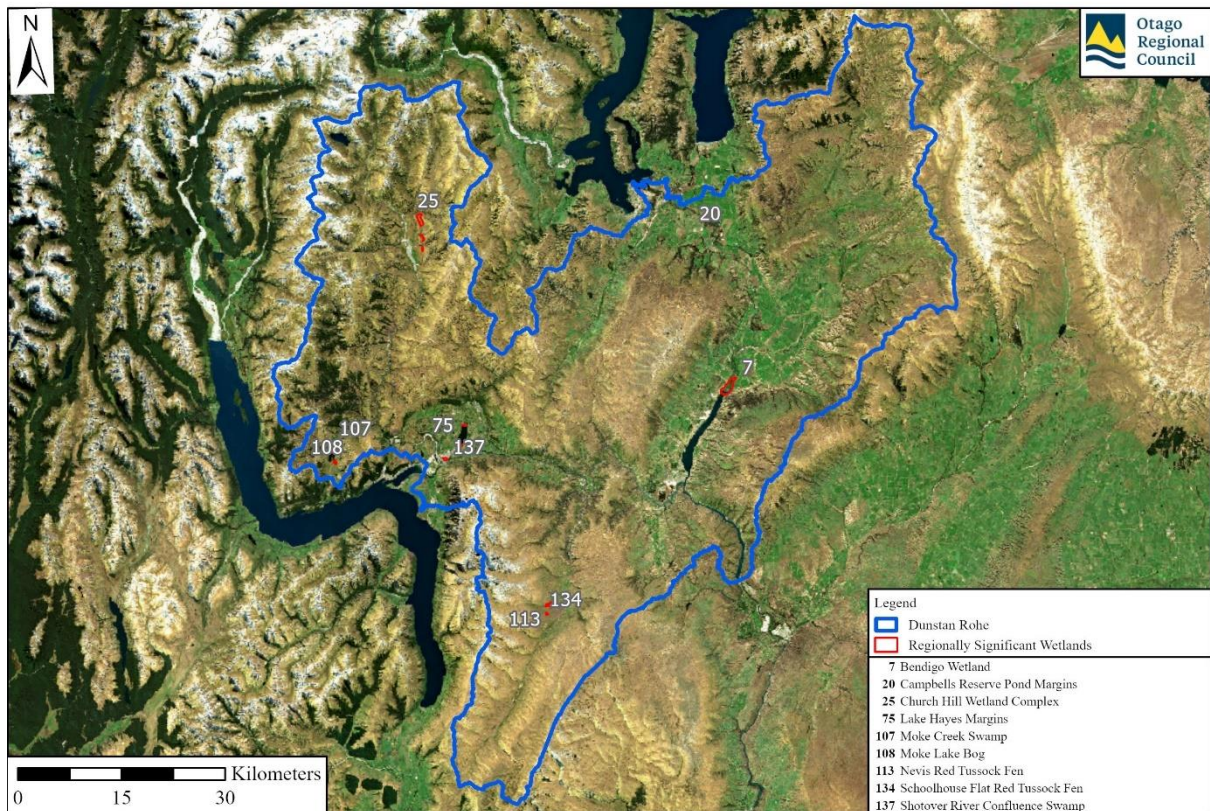 N
Otago
Regional
Council
25
20
7
75
107
137
108
134
113
Legend
Dunstan Rohe
Regionally Significant Wetlands
7 Bendigo Wetland
20 Campbells Reserve Pond Margins
25 Church Hill Wetland Complex
75 Lake Hayes Margins
107 Moke Creek Swamp
108 Moke Lake Bog
113 Nevis Red Tussock Fen
134 Schoolhouse Flat Red Tussock Fen
137 Shotover River Confluence Swamp
Kilometers
0 15 30